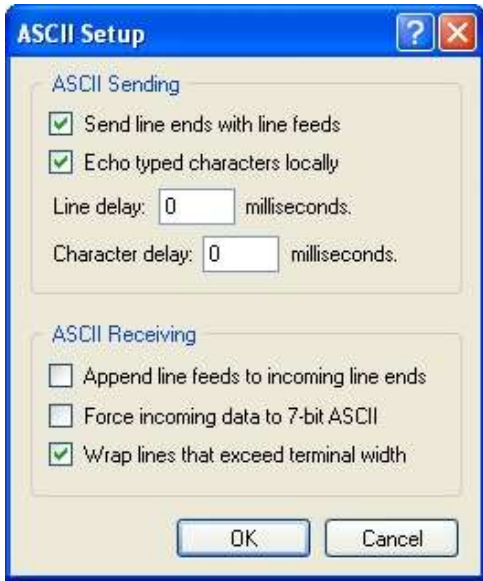 ASCII Setup
ASCII Sending
Send line ends with line feeds
Echo typed characters locally
Line delay: 0 milliseconds.
Character delay: 0 milliseconds.
ASCII Receiving
Append line feeds to incoming line ends
Force incoming data to 7-bit ASCII
Wrap lines that exceed terminal width
OK Cancel